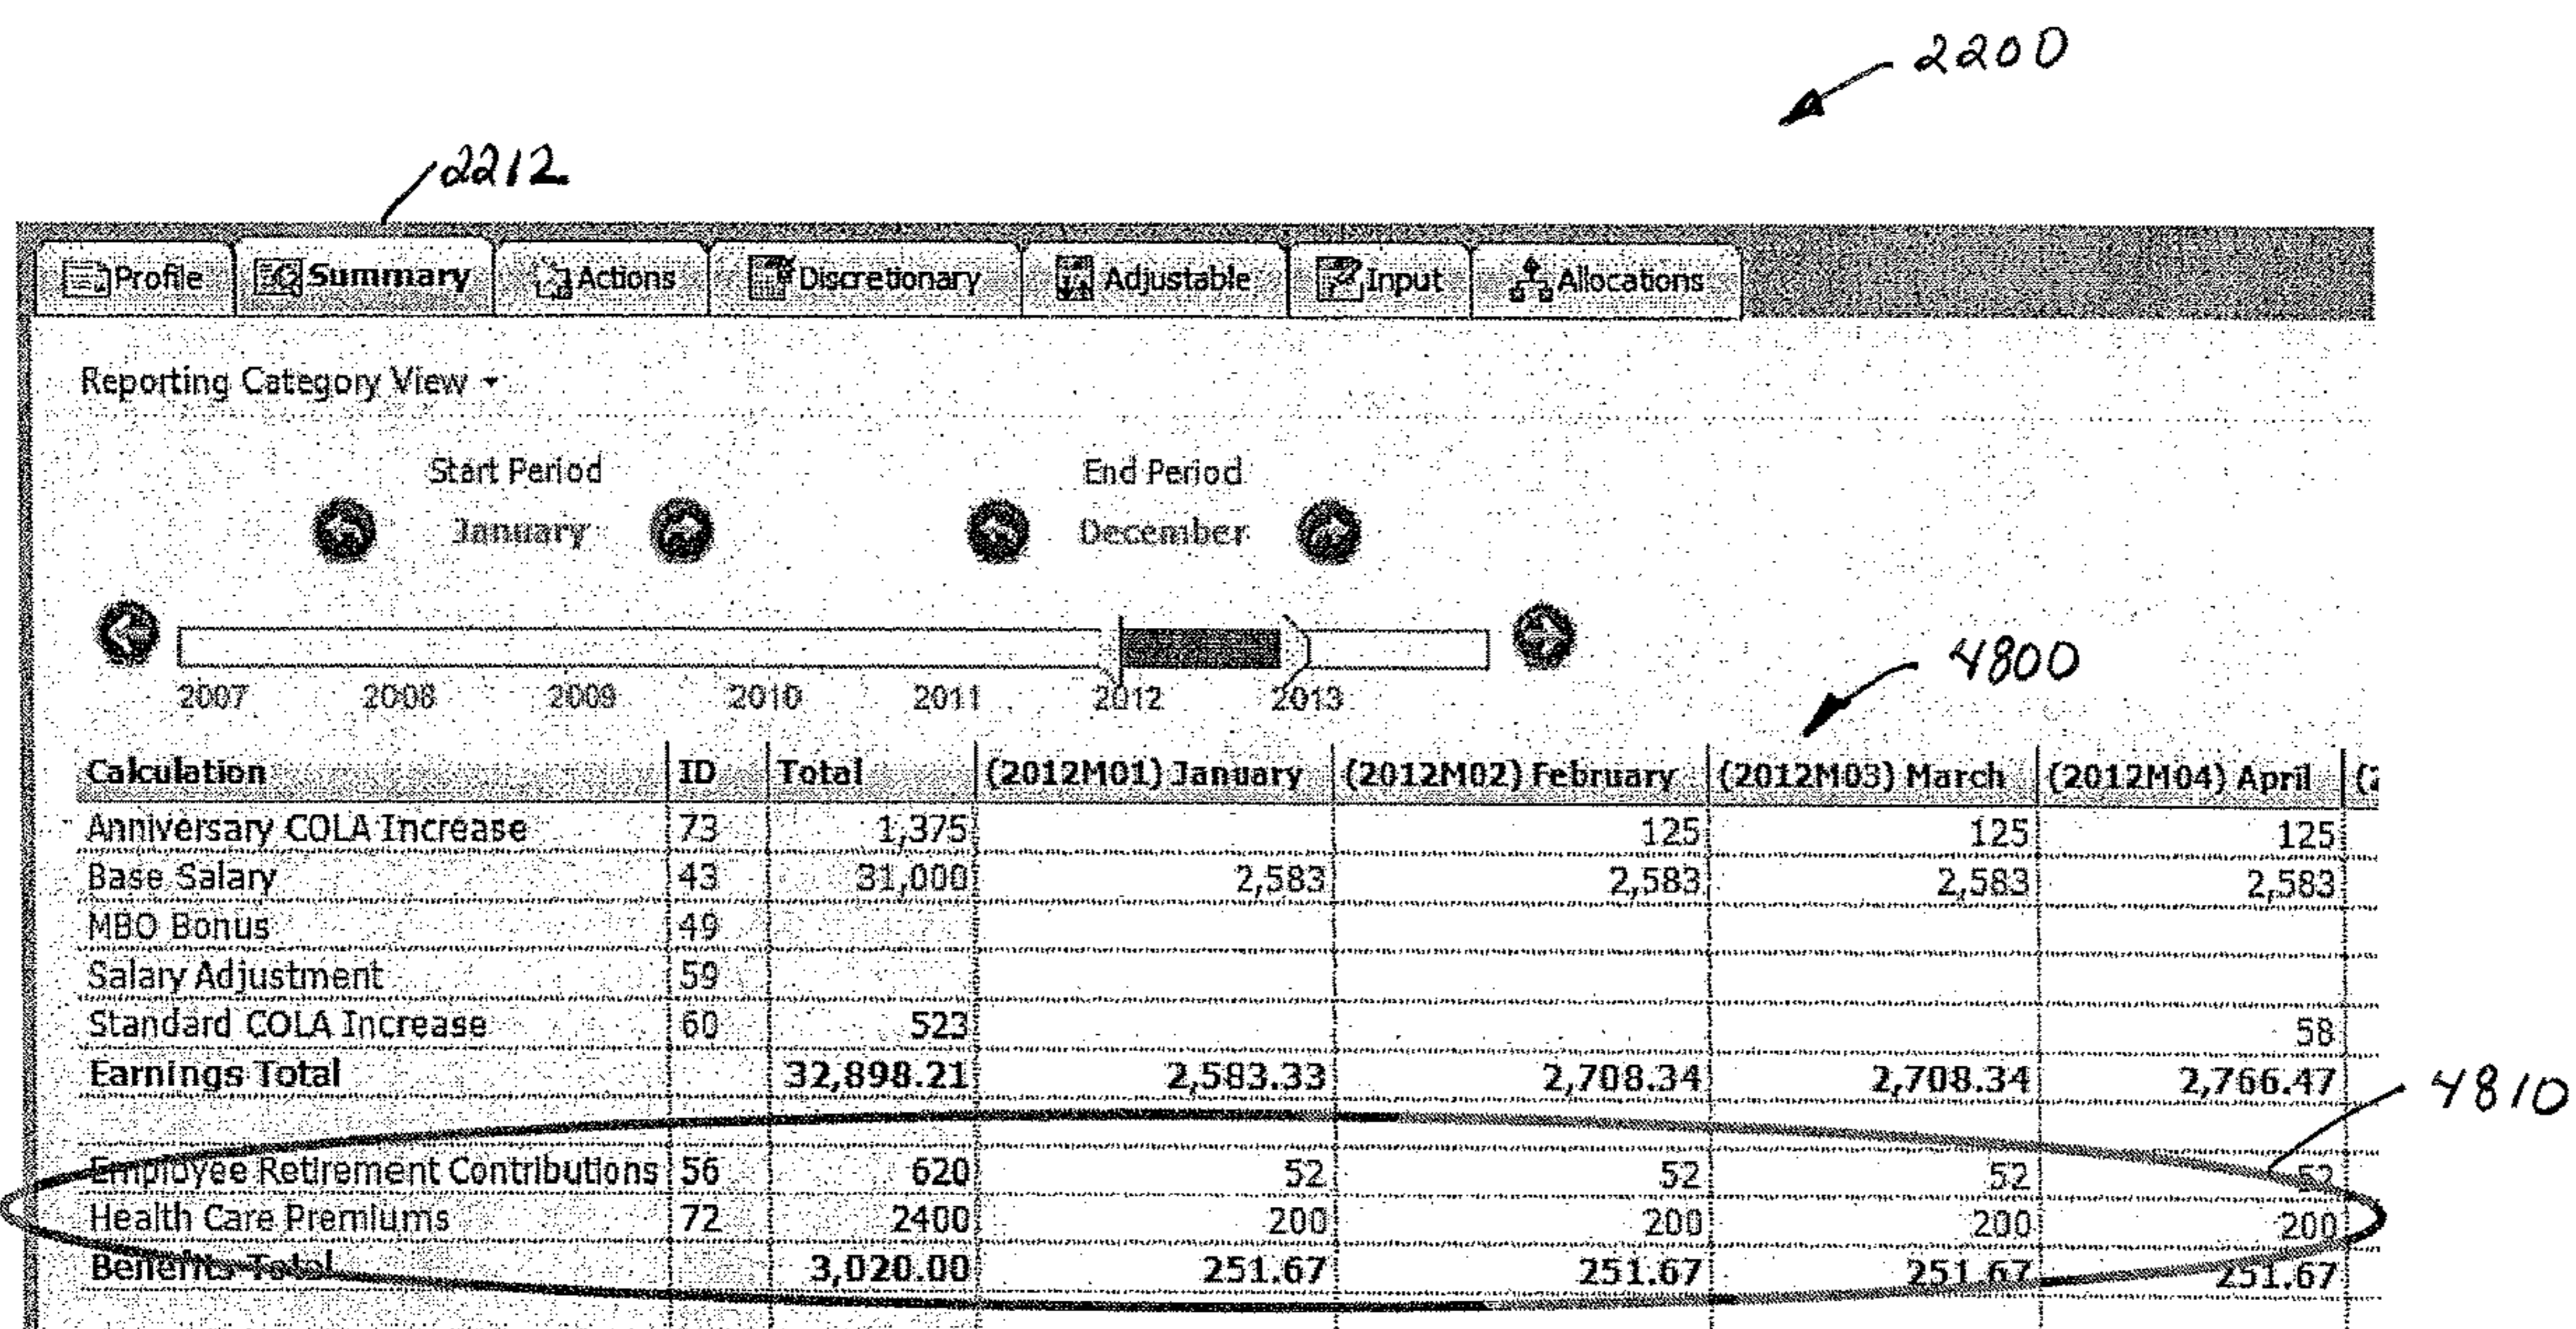 2200
2212
Profile Summary Actions Discretionary Adjustable Input Allocations
Reporting Category View
Start Period End Period
January December
2007 2008 2009 2010 2011 2012 2013
4800
Calculation ID Total (2012M01) January (2012M02) February (2012M03) March (2012M04) April (2
Anniversary COLA Increase 73 1,375 125 125 125
Base Salary 43 31,000 2,583 2,583 2,583 2,583
MBO Bonus 49
Salary Adjustment 59
Standard COLA Increase 60 523 58
Earnings Total 32,898.21 2,583.33 2,708.34 2,708.34 2,766.47
4810
Employee Retirement Contributions 56 620 52 52 52 52
Health Care Premiums 72 2400 200 200 200 200
Benefits Total 3,020.00 251.67 251.67 251.67 251.67